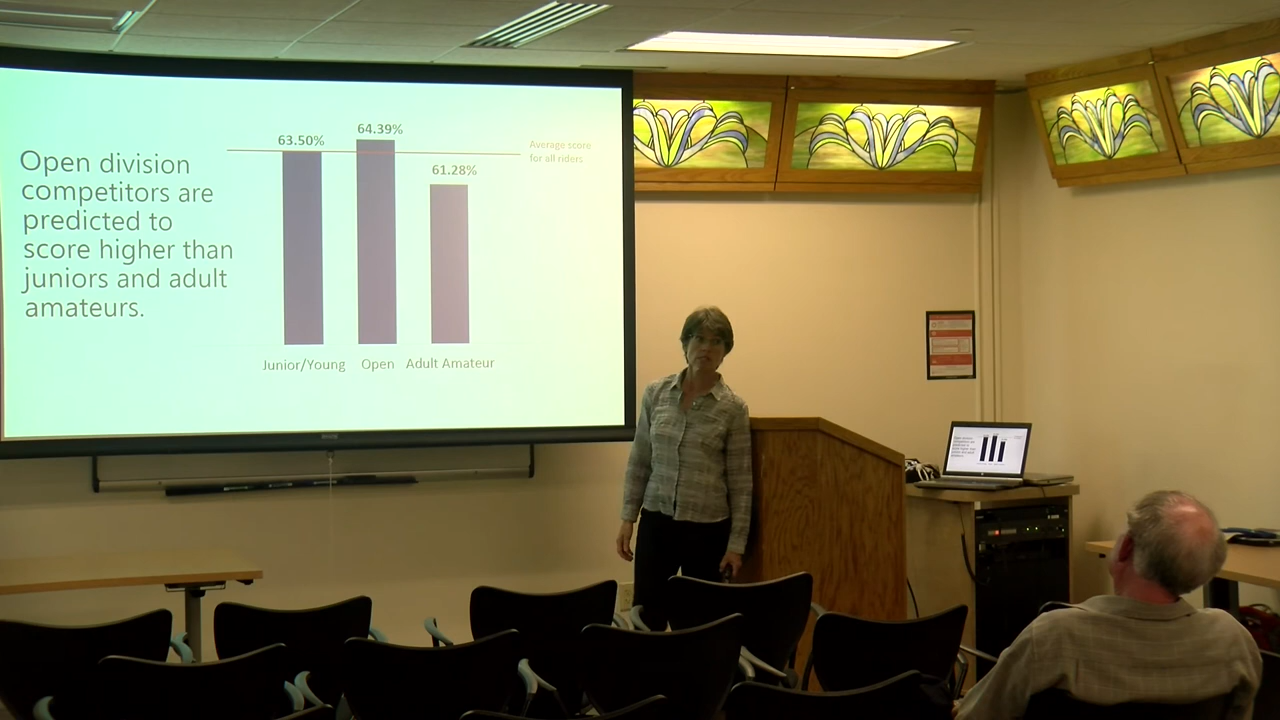 Open division
competitors are
predicted to
score higher than
juniors and adult
amateurs.
63.50%
64.39%
61.28%
Average score
for all riders
Junior/Young
Open
Adult Amateur